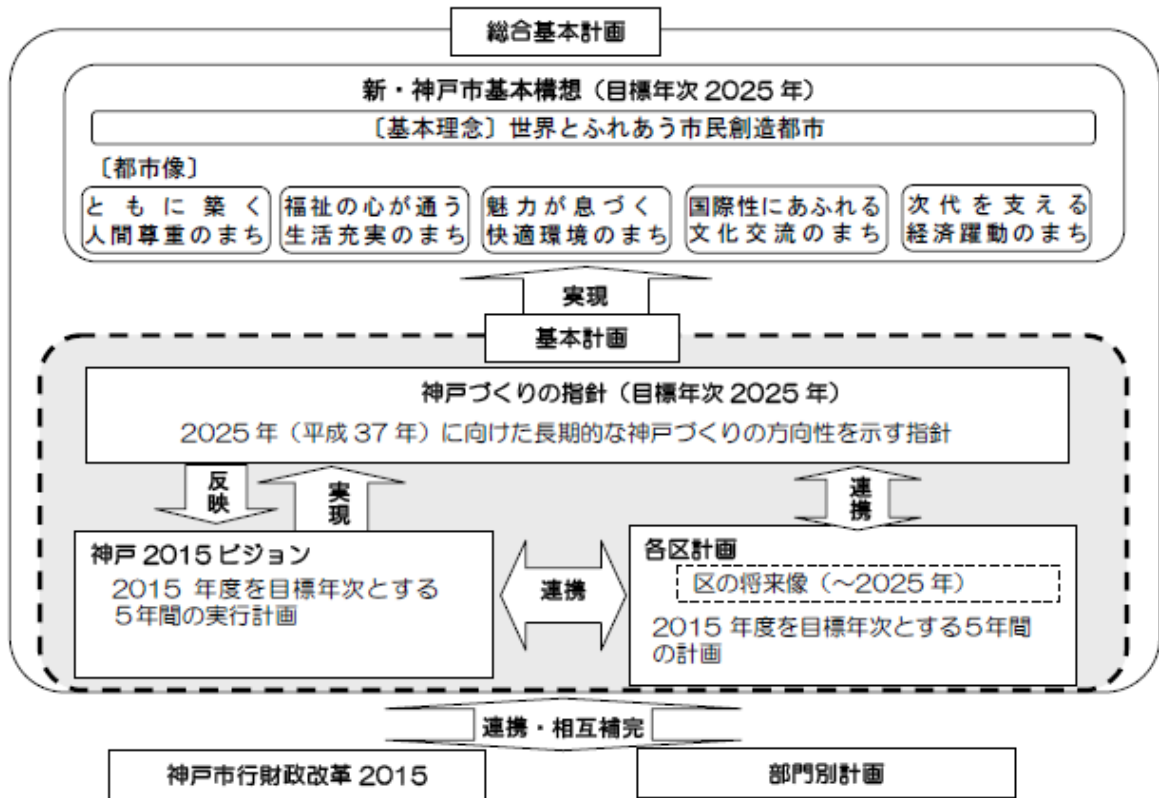 総合基本計画
新・神戸市基本構想（目標年次 2025 年）
〔基本理念〕世界とふれあう市民創造都市
〔都市像〕
ともに築く
人間尊重のまち
福祉の心が通う
生活充実のまち
魅力が息づく
快適環境のまち
国際性にあふれる
文化交流のまち
次代を支える
経済躍動のまち
実現
基本計画
神戸づくりの指針（目標年次 2025 年）
2025 年（平成 37 年）に向けた長期的な神戸づくりの方向性を示す指針
反映
実現
連携
神戸 2015 ビジョン
2015 年度を目標年次とする
５年間の実行計画
連携
各区計画
区の将来像（～2025 年）
2015 年度を目標年次とする５年間
の計画
連携・相互補完
神戸市行財政改革 2015
部門別計画